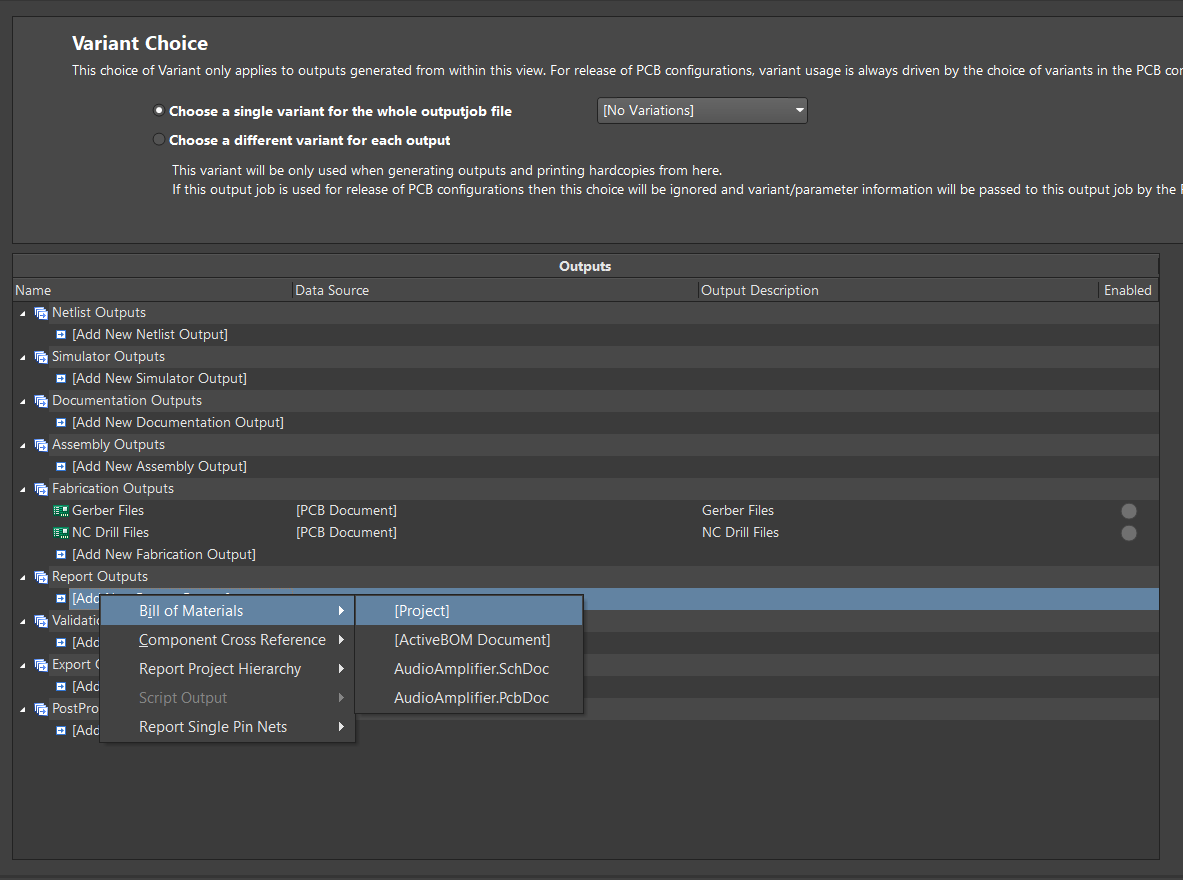 Variant Choice
This choice of Variant only applies to outputs generated from within this view. For release of PCB configurations, variant usage is always driven by the choice of variants in the PCB
Choose a single variant for the whole outputjob file [No Variations]
Choose a different variant for each output
This variant will be only used when generating outputs and printing hardcopies from here.
If this output job is used for release of PCB configurations then this choice will be ignored and variant/parameter information will be passed to this output job by the
Outputs
Name Data Source Output Description Enabled
Netlist Outputs
[Add New Netlist Output]
Simulator Outputs
[Add New Simulator Output]
Documentation Outputs
[Add New Documentation Output]
Assembly Outputs
[Add New Assembly Output]
Fabrication Outputs
Gerber Files [PCB Document] Gerber Files
NC Drill Files [PCB Document] NC Drill Files
[Add New Fabrication Output]
Report Outputs
[Add
Bill of Materials [Project]
Validatio
Component Cross Reference [ActiveBOM Document]
[Add
Export
Report Project Hierarchy AudioAmplifier.SchDoc
[Add
Script Output AudioAmplifier.PcbDoc
PostPro
Report Single Pin Nets
[Add